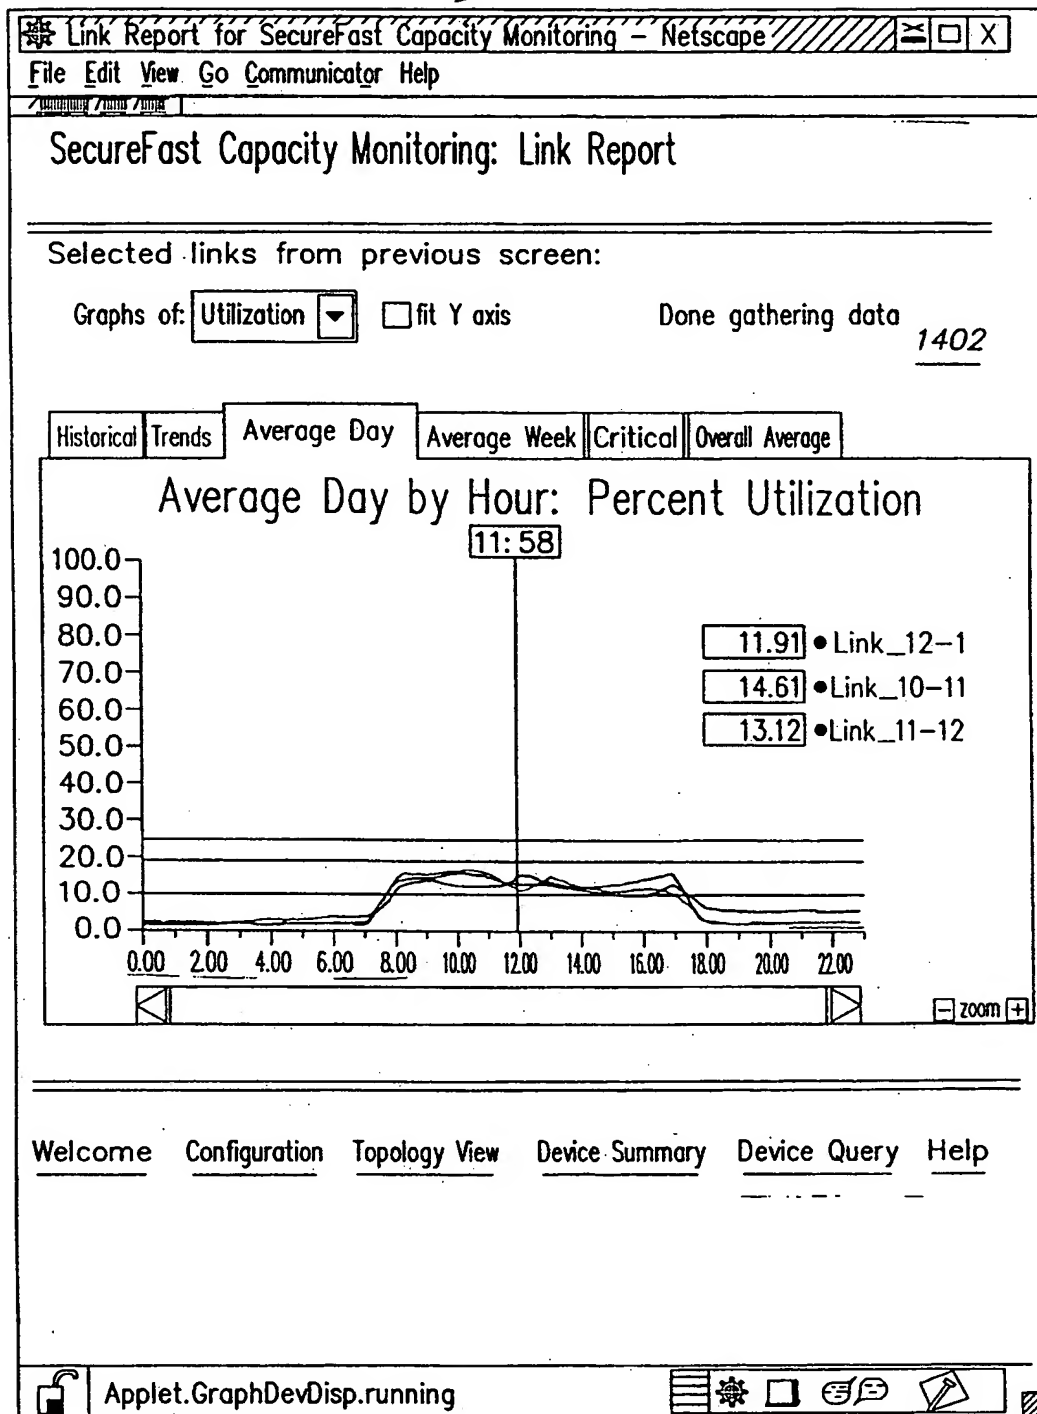 Link Report for SecureFast Capacity Monitoring – Netscape X
File Edit View Go Communicator Help
SecureFast Capacity Monitoring: Link Report
Selected links from previous screen:
Graphs of: Utilization fit Y axis Done gathering data
1402
Historical Trends Average Day Average Week Critical Overall Average
Average Day by Hour: Percent Utilization
11:58
100.0
90.0
80.0
70.0
60.0
50.0
40.0
30.0
20.0
10.0
0.0
11.91 Link_12-1
14.61 Link_10-11
13.12 Link_11-12
0.00 2.00 4.00 6.00 8.00 10.00 12.00 14.00 16.00 18.00 20.00 22.00
− zoom +
Welcome Configuration Topology View Device Summary Device Query Help
Applet.GraphDevDisp.running